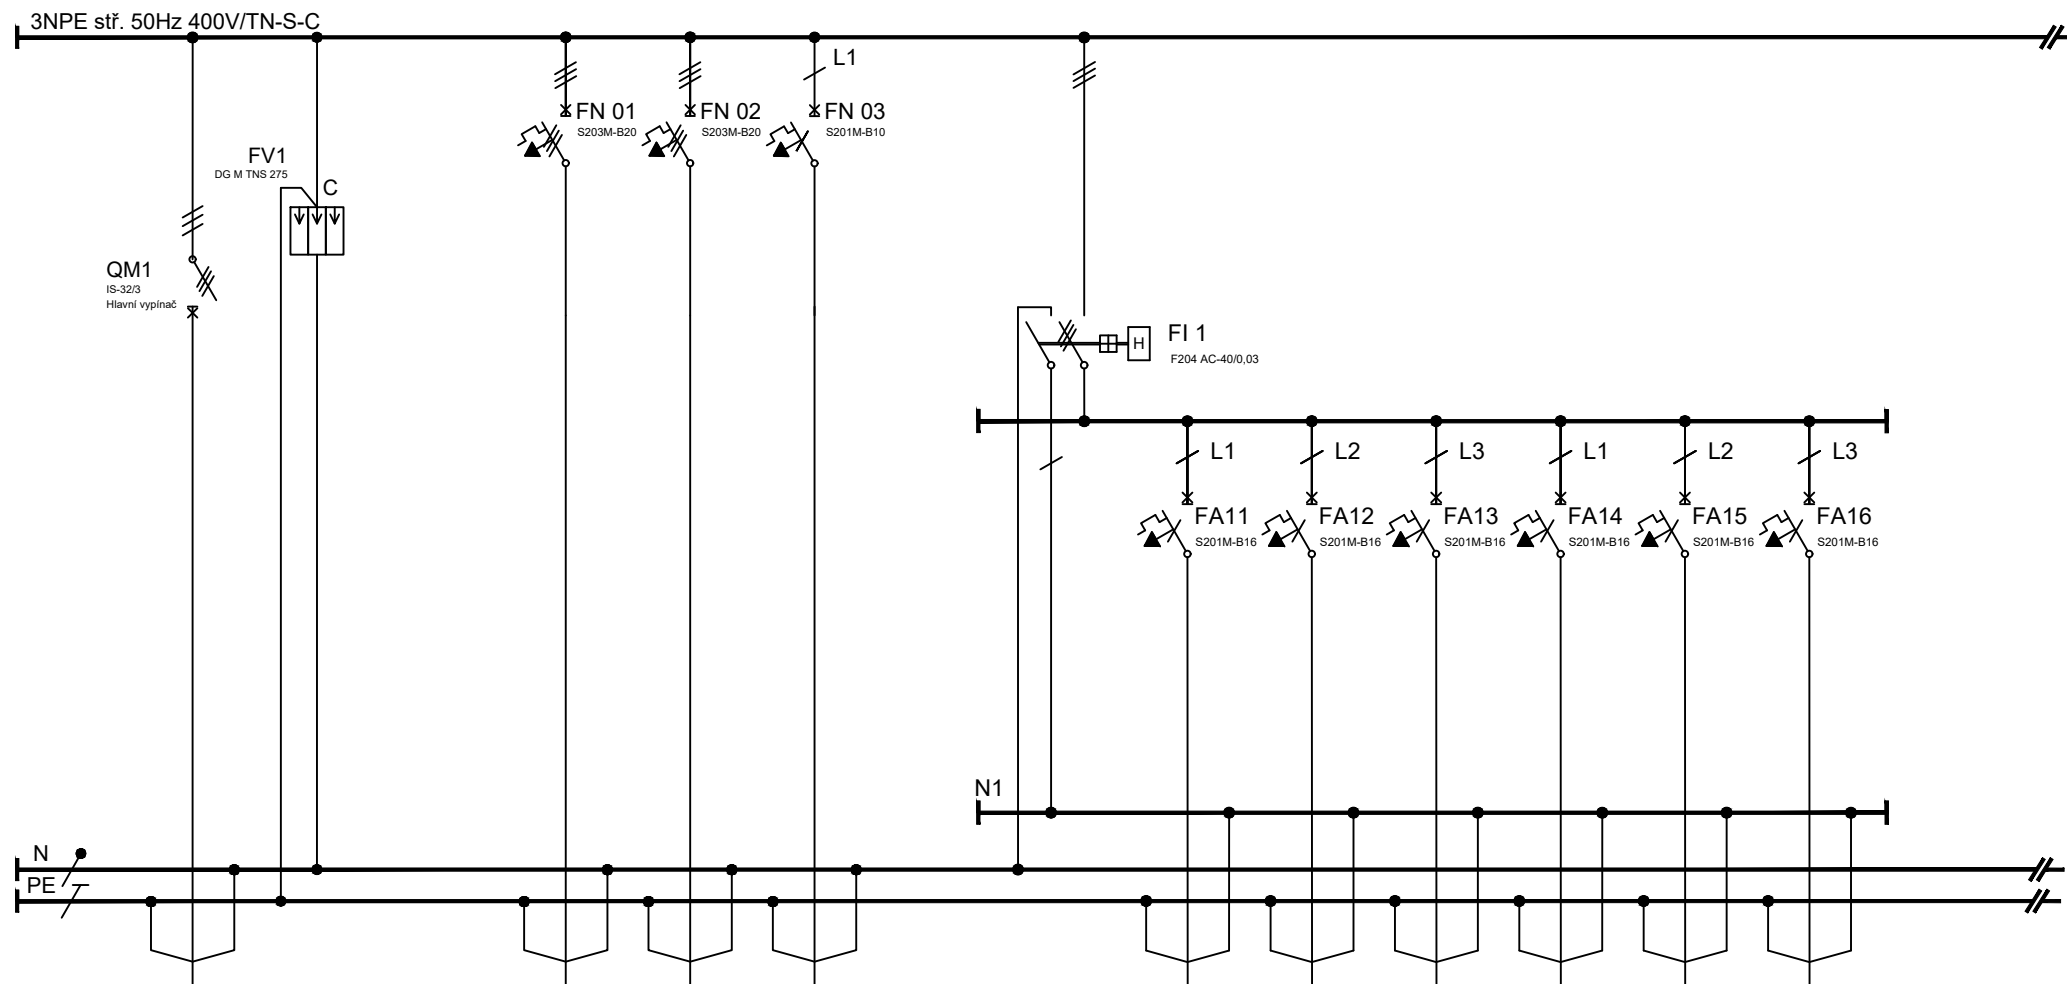 3NPE stř. 50Hz 400V/TN-S-C
L1
FN 01
S203M-B20
FN 02
S203M-B20
FN 03
S201M-B10
FV1
DG M TNS 275
C
QM1
IS-32/3
Hlavní vypínač
H
FI 1
F204 AC-40/0,03
L1
L2
L3
L1
L2
L3
FA11
S201M-B16
FA12
S201M-B16
FA13
S201M-B16
FA14
S201M-B16
FA15
S201M-B16
FA16
S201M-B16
N1
N
PE